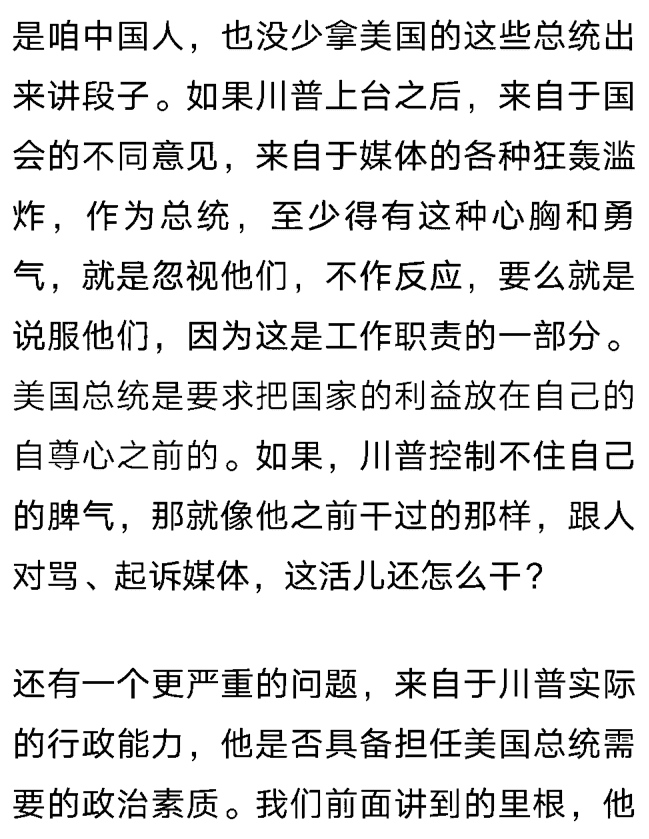 是咱中国人，也没少拿美国的这些总统出
来讲段子。如果川普上台之后，来自于国
会的不同意见，来自于媒体的各种狂轰滥
炸，作为总统，至少得有这种心胸和勇
气，就是忽视他们，不作反应，要么就是
说服他们，因为这是工作职责的一部分。
美国总统是要求把国家的利益放在自己的
自尊心之前的。如果，川普控制不住自己
的脾气，那就像他之前干过的那样，跟人
对骂、起诉媒体，这活儿还怎么干？
还有一个更严重的问题，来自于川普实际
的行政能力，他是否具备担任美国总统需
要的政治素质。我们前面讲到的里根，他